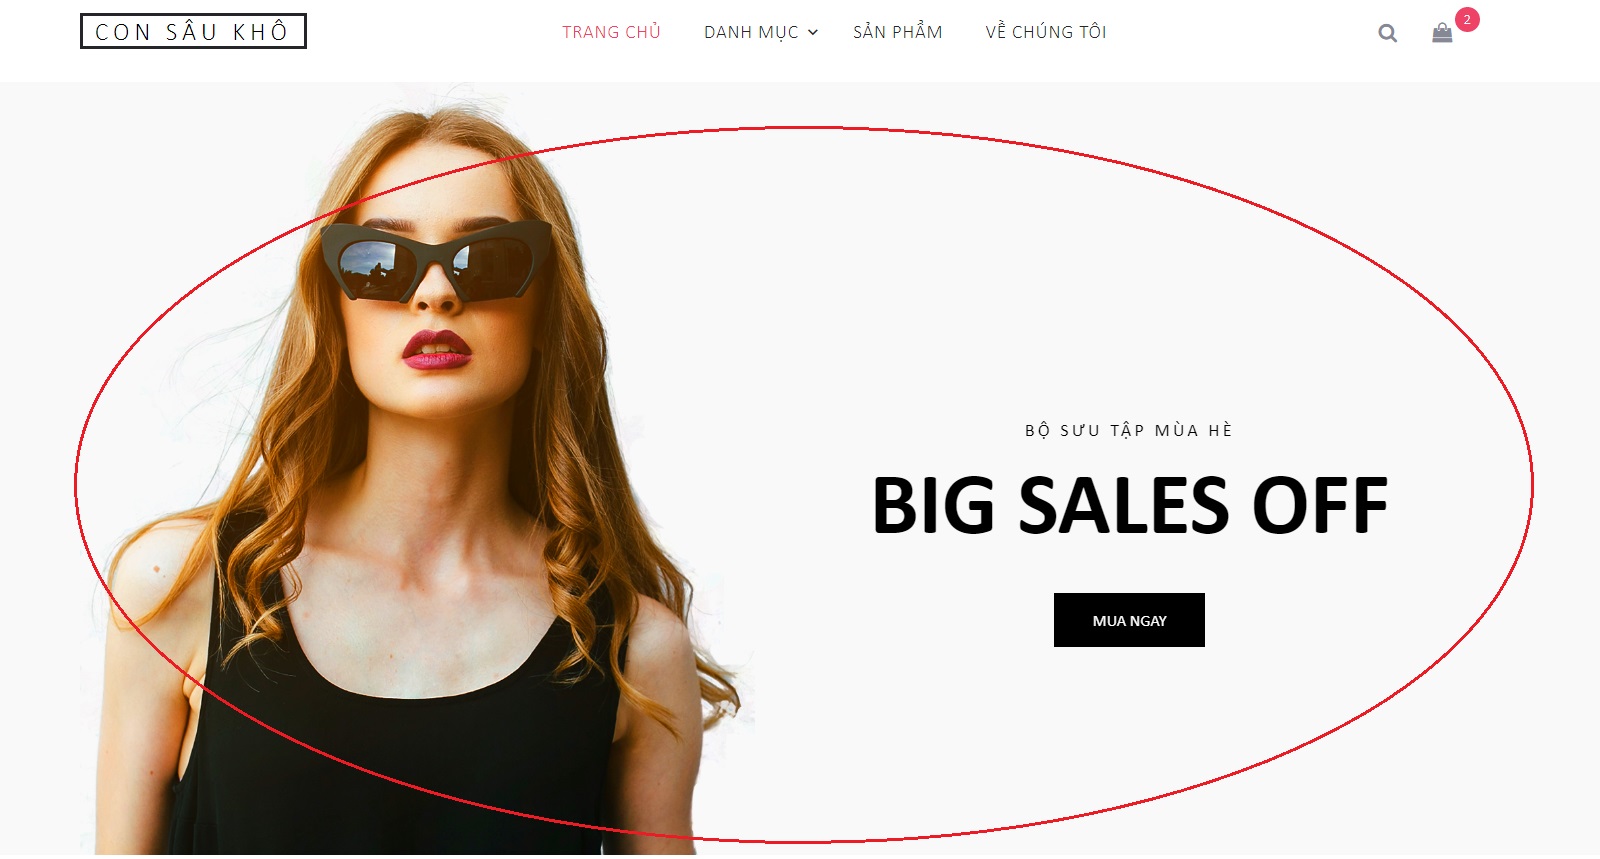 CON SÂU KHÔ
TRANG CHỦ
DANH MỤC
SẢN PHẨM
VỀ CHÚNG TÔI
2
BỘ SƯU TẬP MÙA HÈ
BIG SALES OFF
MUA NGAY